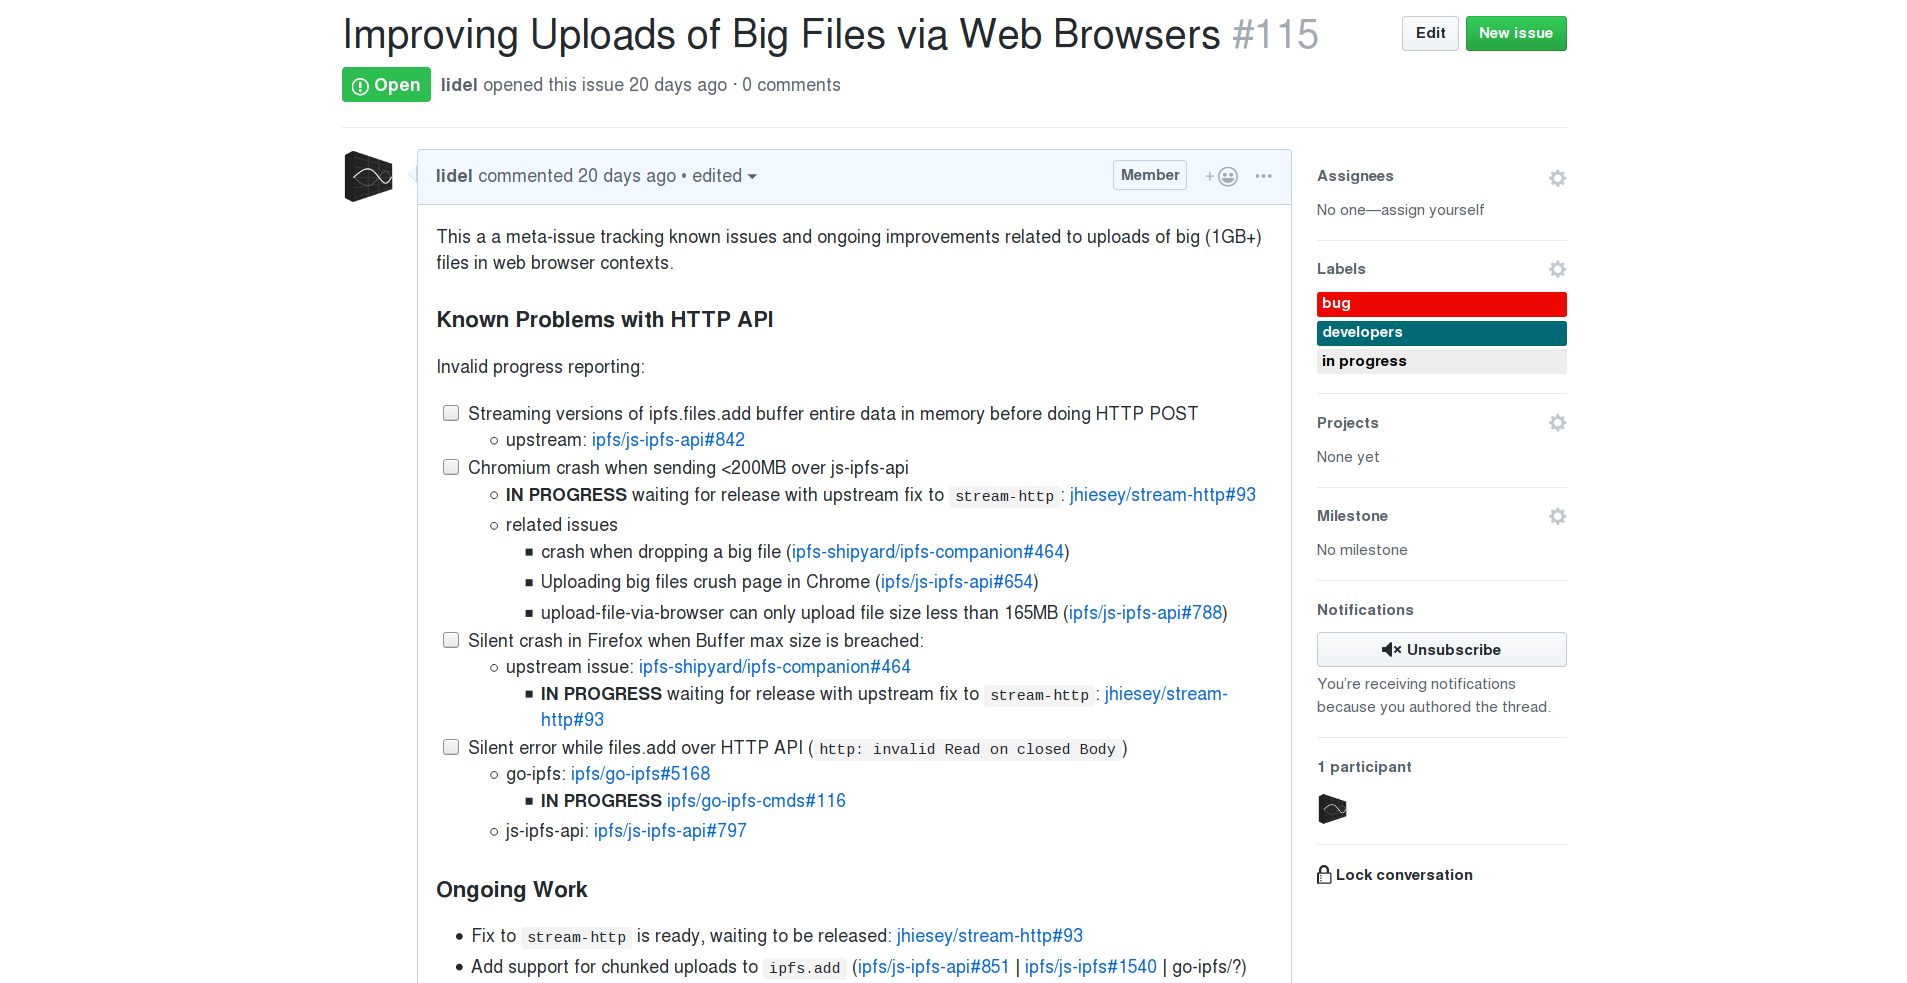 Improving Uploads of Big Files via Web Browsers #115
Edit
New issue
Open
lidel opened this issue 20 days ago · 0 comments
lidel commented 20 days ago • edited
Member
This a a meta-issue tracking known issues and ongoing improvements related to uploads of big (1GB+)
files in web browser contexts.
Known Problems with HTTP API
Invalid progress reporting:
Streaming versions of ipfs.files.add buffer entire data in memory before doing HTTP POST
upstream: ipfs/js-ipfs-api#842
Chromium crash when sending <200MB over js-ipfs-api
IN PROGRESS waiting for release with upstream fix to stream-http: jhiesey/stream-http#93
related issues
crash when dropping a big file (ipfs-shipyard/ipfs-companion#464)
Uploading big files crush page in Chrome (ipfs/js-ipfs-api#654)
upload-file-via-browser can only upload file size less than 165MB (ipfs/js-ipfs-api#788)
Silent crash in Firefox when Buffer max size is breached:
upstream issue: ipfs-shipyard/ipfs-companion#464
IN PROGRESS waiting for release with upstream fix to stream-http: jhiesey/stream-
http#93
Silent error while files.add over HTTP API (http: invalid Read on closed Body)
go-ipfs: ipfs/go-ipfs#5168
IN PROGRESS ipfs/go-ipfs-cmds#116
js-ipfs-api: ipfs/js-ipfs-api#797
Ongoing Work
Fix to stream-http is ready, waiting to be released: jhiesey/stream-http#93
Add support for chunked uploads to ipfs.add (ipfs/js-ipfs-api#851 | ipfs/js-ipfs#1540 | go-ipfs/?)
Assignees
No one—assign yourself
Labels
bug
developers
in progress
Projects
None yet
Milestone
No milestone
Notifications
Unsubscribe
You're receiving notifications
because you authored the thread.
1 participant
Lock conversation